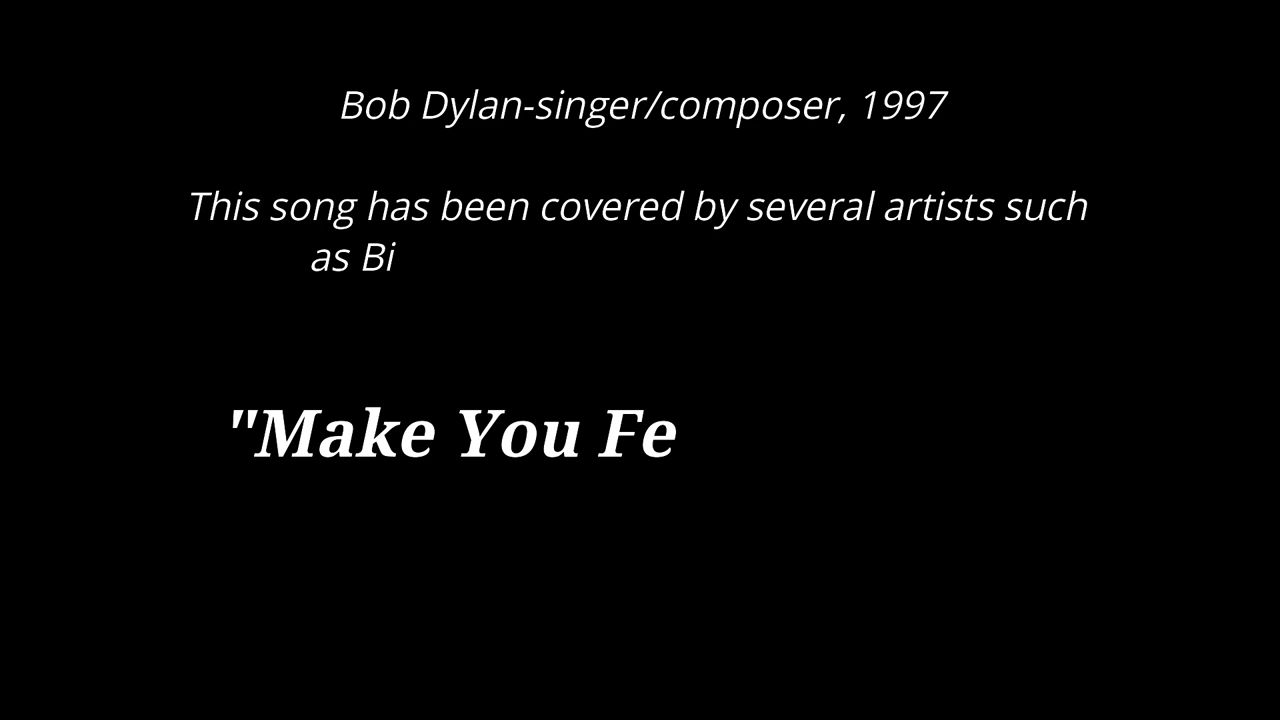 Bob Dylan-singer/composer, 1997
This song has been covered by several artists such
as Bi
"Make You Fe